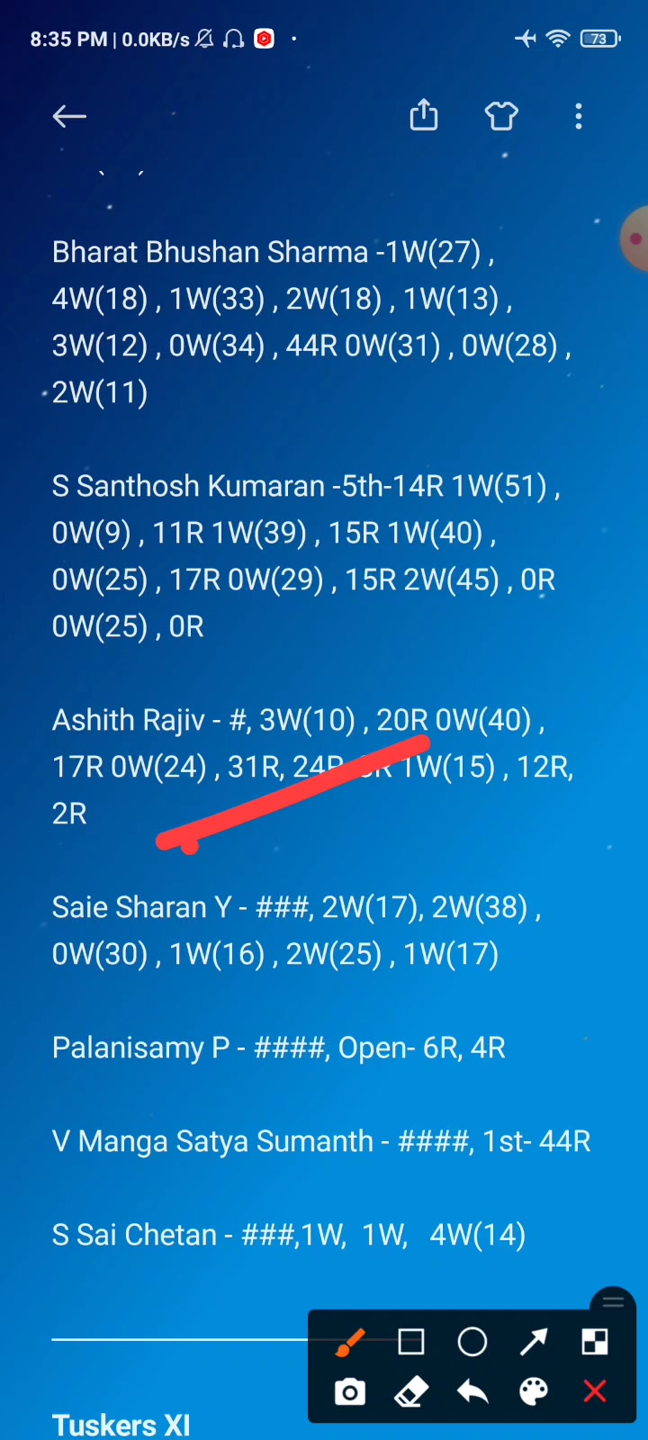 8:35 PM | 0.0KB/s
73
Bharat Bhushan Sharma -1W(27) ,
4W(18) , 1W(33) , 2W(18) , 1W(13) ,
3W(12) , 0W(34) , 44R 0W(31) , 0W(28) ,
2W(11)
S Santhosh Kumaran -5th-14R 1W(51) ,
0W(9) , 11R 1W(39) , 15R 1W(40) ,
0W(25) , 17R 0W(29) , 15R 2W(45) , 0R
0W(25) , 0R
Ashith Rajiv - #, 3W(10) , 20R 0W(40) ,
17R 0W(24) , 31R, 24R 1W(15) , 12R,
2R
Saie Sharan Y - ###, 2W(17), 2W(38) ,
0W(30) , 1W(16) , 2W(25) , 1W(17)
Palanisamy P - ####, Open- 6R, 4R
V Manga Satya Sumanth - ####, 1st- 44R
S Sai Chetan - ###,1W,  1W,   4W(14)
Tuskers XI